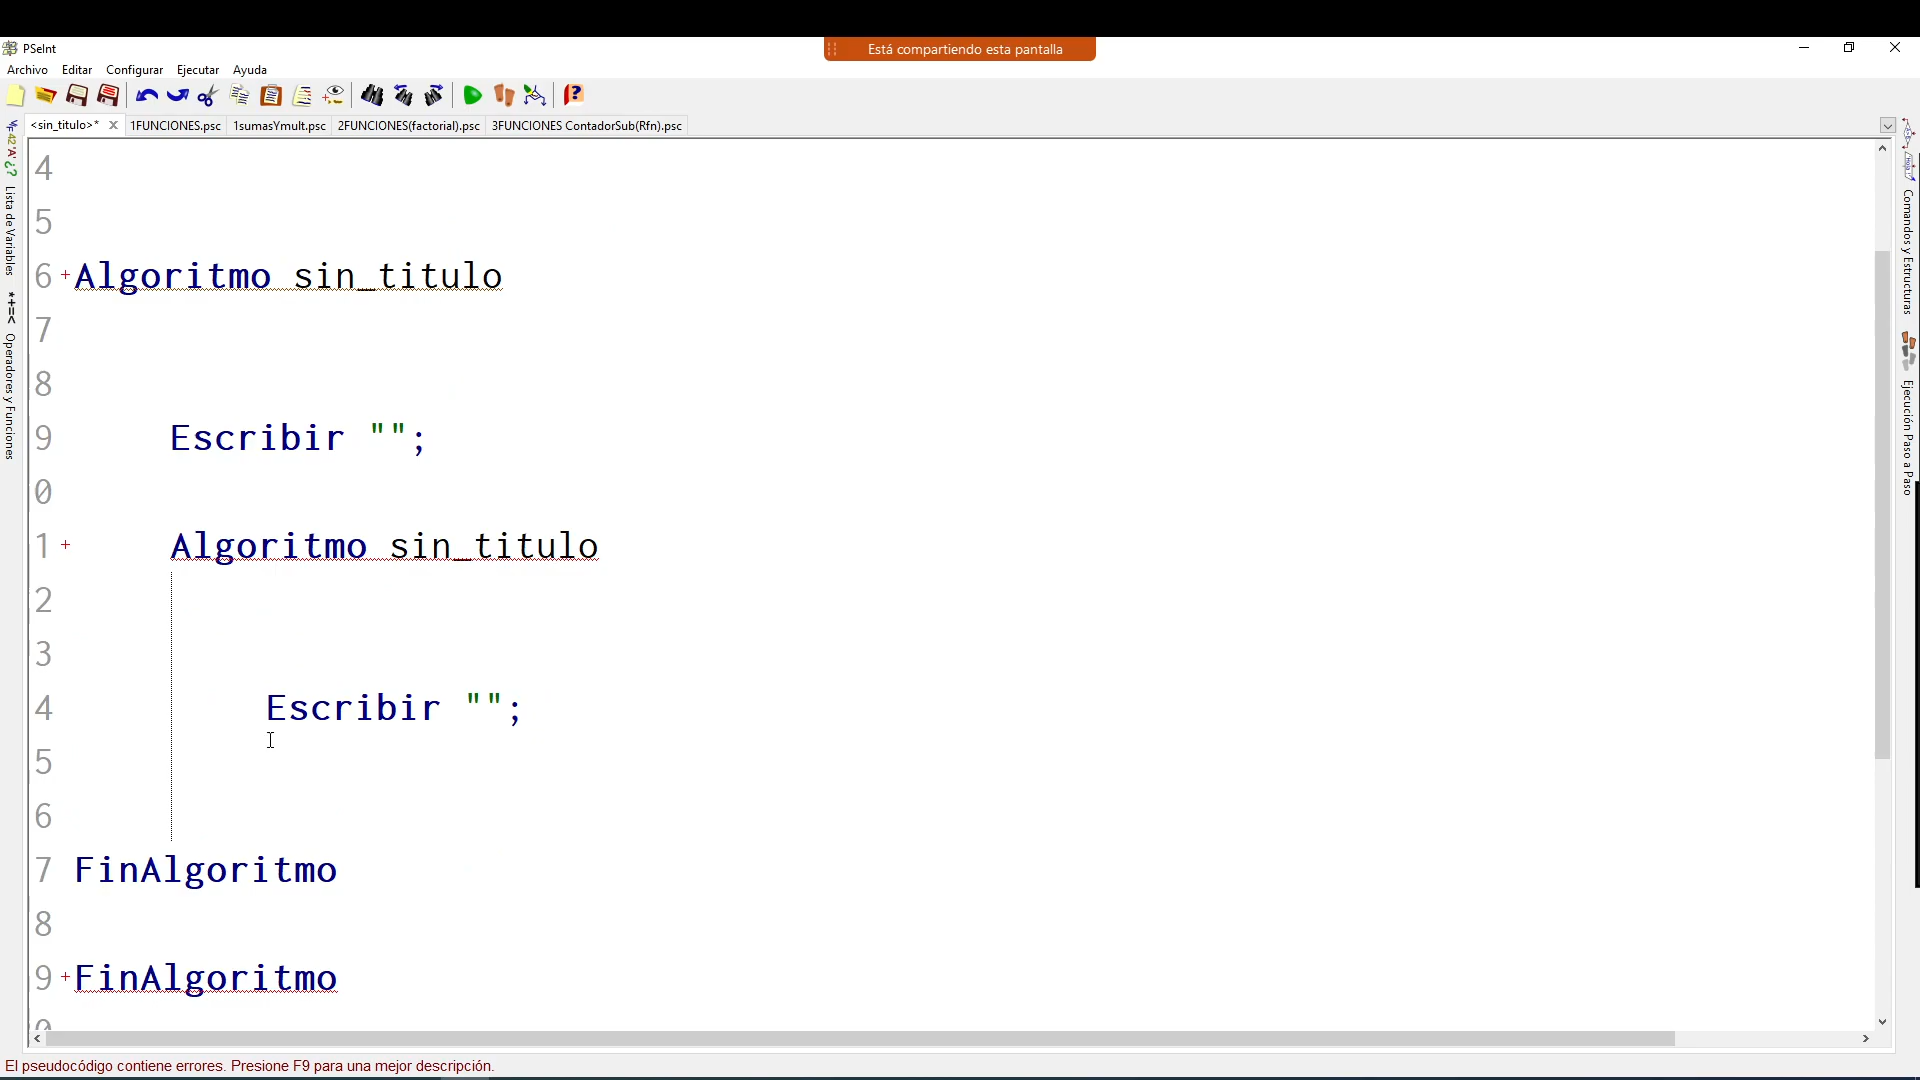 PSeInt
Está compartiendo esta pantalla
Archivo Editar Configurar Ejecutar Ayuda
<sin_titulo>* 1FUNCIONES.psc 1sumasYmult.psc 2FUNCIONES(factorial).psc 3FUNCIONES ContadorSub(Rfn).psc
4
5
6 Algoritmo sin_titulo
7
8
9 Escribir "";
0
1 Algoritmo sin_titulo
2
3
4 Escribir "";
5
6
7 FinAlgoritmo
8
9 FinAlgoritmo
0
Lista de Variables
*+=< Operadores y Funciones
Comandos y Estructuras
Ejecución Paso a Paso
El pseudocódigo contiene errores. Presione F9 para una mejor descripción.